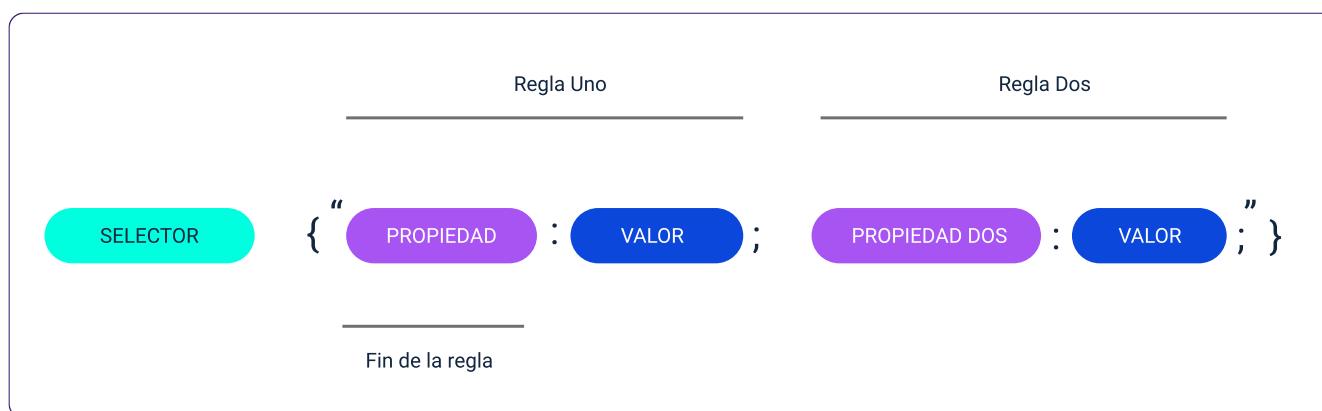 Regla Uno
Regla Dos
SELECTOR { “ PROPIEDAD : VALOR ; PROPIEDAD DOS : VALOR ; ” }
Fin de la regla